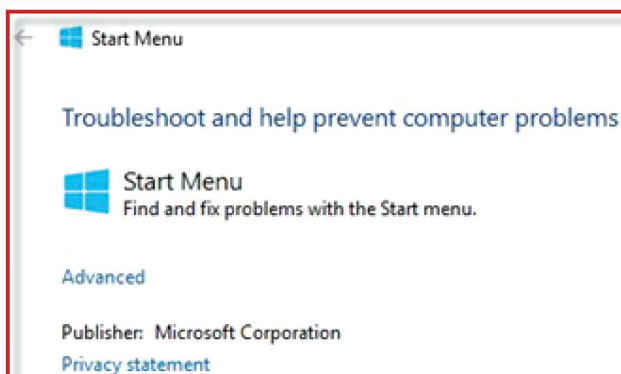 Start Menu
Troubleshoot and help prevent computer problems
Start Menu
Find and fix problems with the Start menu.
Advanced
Publisher: Microsoft Corporation
Privacy statement